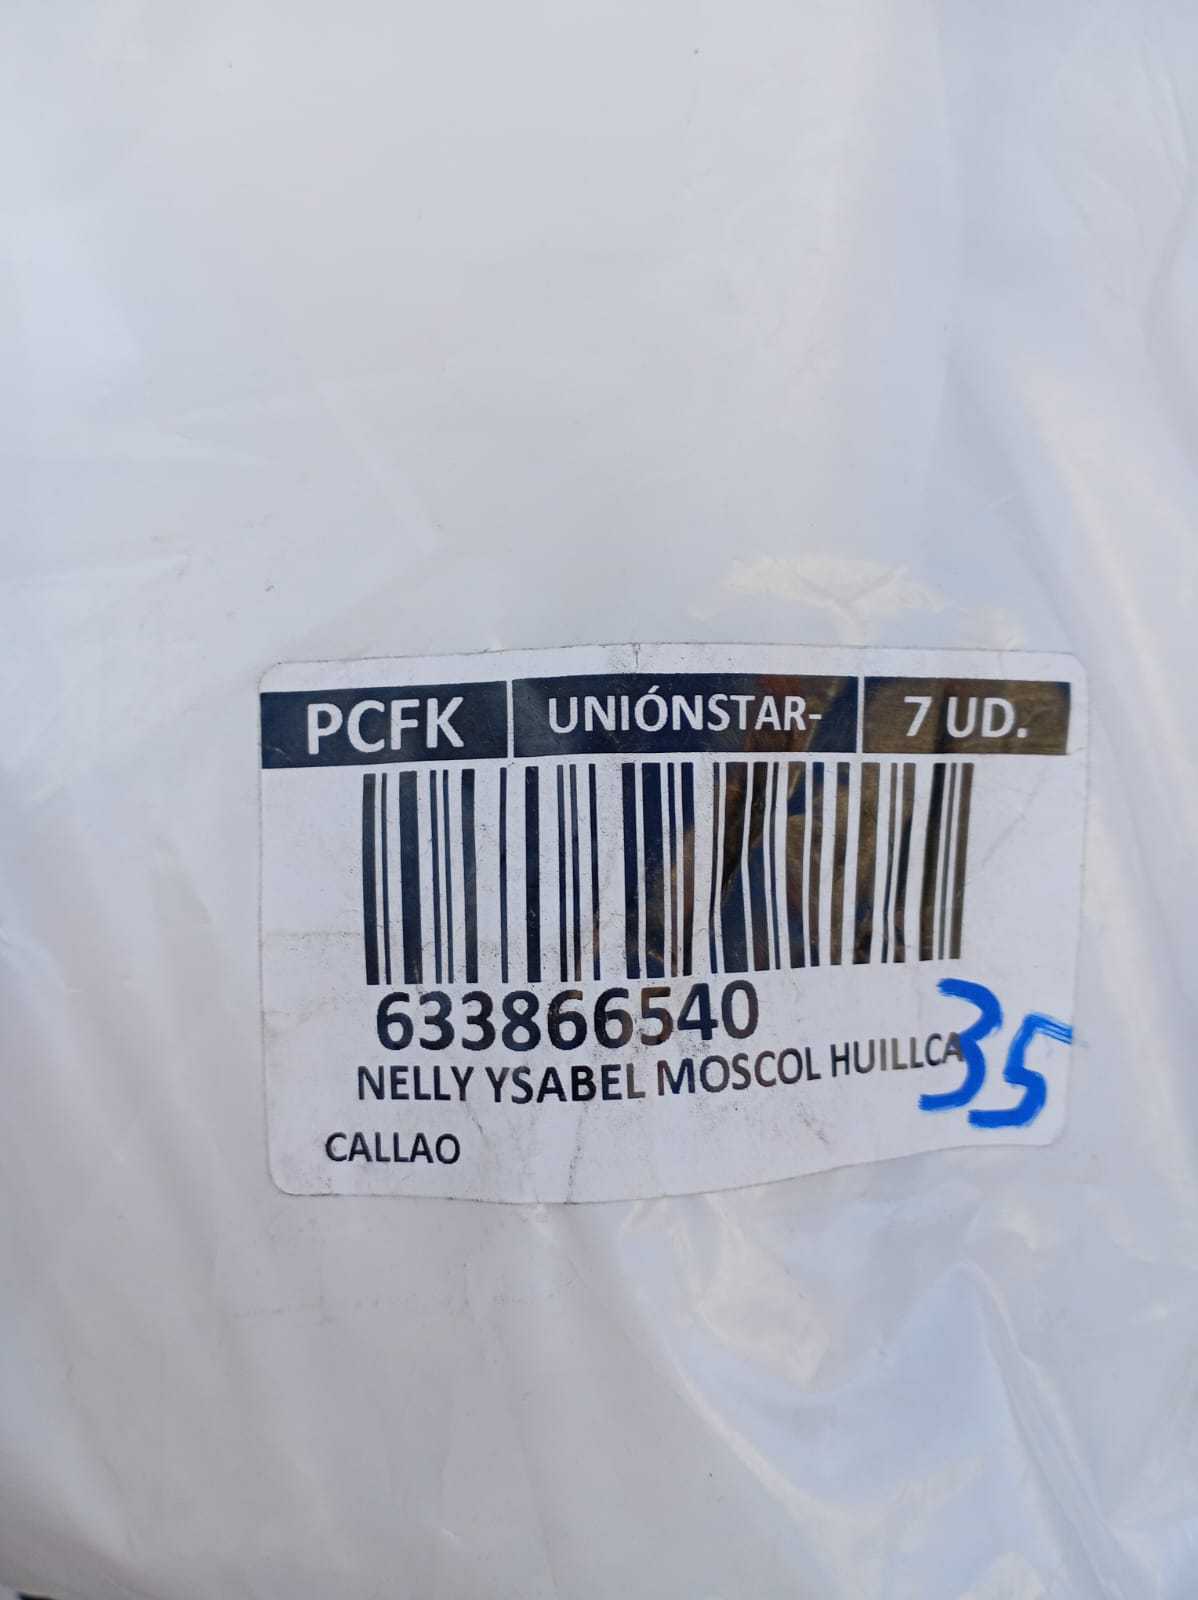 PCFK UNIÓNSTAR- 7 UD.
633866540
NELLY YSABEL MOSCOL HUILLCA
35
CALLAO